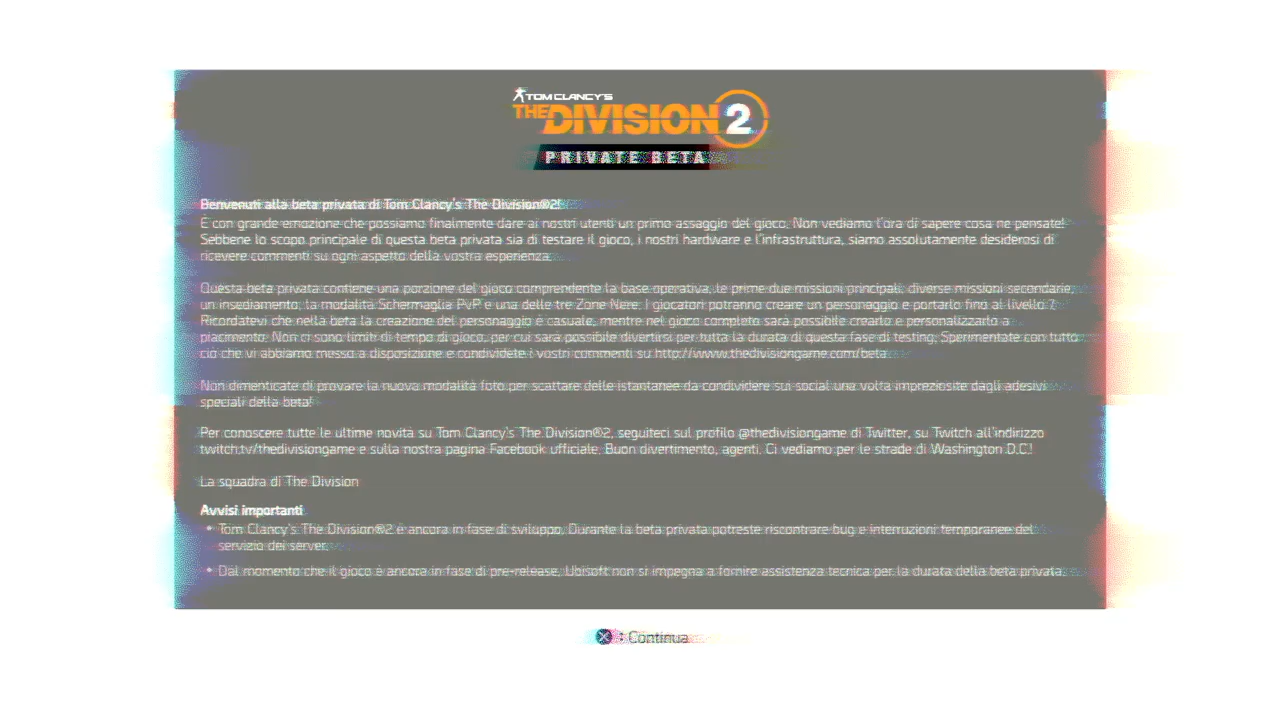 TOM CLANCY'S
THE DIVISION 2
PRIVATE BETA
Benvenuti alla beta privata di Tom Clancy's The Division®2!
È con grande emozione che possiamo finalmente dare ai nostri utenti un primo assaggio del gioco. Non vediamo l'ora di sapere cosa ne pensate!
Sebbene lo scopo principale di questa beta privata sia di testare il gioco, i nostri hardware e l'infrastruttura, siamo assolutamente desiderosi di
ricevere commenti su ogni aspetto della vostra esperienza.
Questa beta privata contiene una porzione del gioco comprendente la base operativa, le prime due missioni principali, diverse missioni secondarie,
un insediamento, la modalità Schermaglia PvP e una delle tre Zone Nere. I giocatori potranno creare un personaggio e portarlo fino al livello 7.
Ricordatevi che nella beta la creazione del personaggio è casuale, mentre nel gioco completo sarà possibile crearlo e personalizzarlo a
piacimento. Non ci sono limiti di tempo di gioco, per cui sarà possibile divertirsi per tutta la durata di questa fase di testing. Sperimentate con tutto
ciò che vi abbiamo messo a disposizione e condividete i vostri commenti su http://www.thedivisiongame.com/beta.
Non dimenticate di provare la nuova modalità foto per scattare delle istantanee da condividere sui social una volta impreziosite dagli adesivi
speciali della beta!
Per conoscere tutte le ultime novità su Tom Clancy's The Division®2, seguiteci sul profilo @thedivisiongame di Twitter, su Twitch all'indirizzo
twitch.tv/thedivisiongame e sulla nostra pagina Facebook ufficiale. Buon divertimento, agenti. Ci vediamo per le strade di Washington D.C.!
La squadra di The Division
Avvisi importanti
• Tom Clancy's The Division®2 è ancora in fase di sviluppo. Durante la beta privata potreste riscontrare bug e interruzioni temporanee del
servizio dei server.
• Dal momento che il gioco è ancora in fase di pre-release, Ubisoft non si impegna a fornire assistenza tecnica per la durata della beta privata.
: Continua